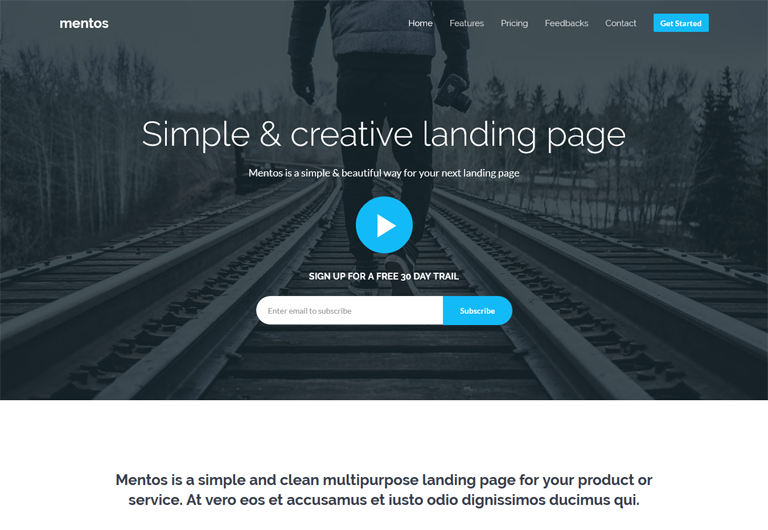 mentos
Home Features Pricing Feedbacks Contact Get Started
Simple & creative landing page
Mentos is a simple & beautiful way for your next landing page
SIGN UP FOR A FREE 30 DAY TRAIL
Enter email to subscribe Subscribe
Mentos is a simple and clean multipurpose landing page for your product or
service. At vero eos et accusamus et iusto odio dignissimos ducimus qui.